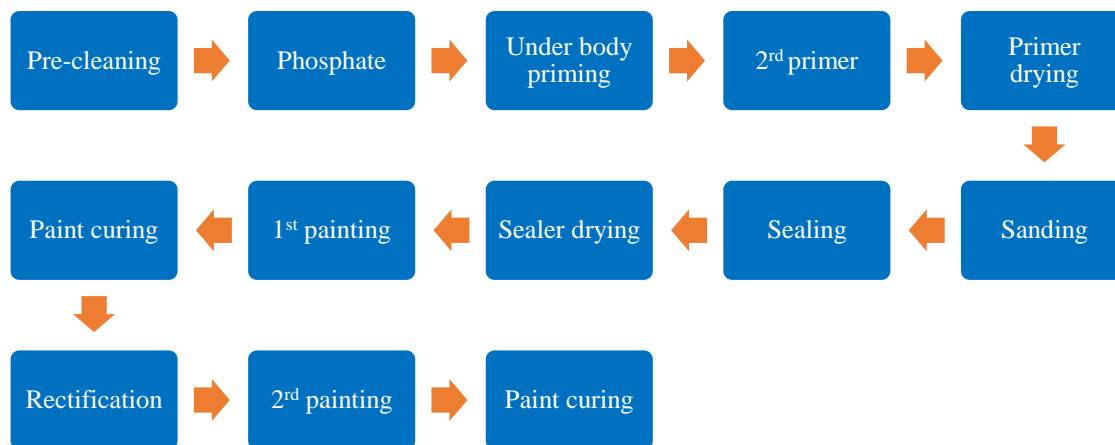 Pre-cleaning
Phosphate
Under body
priming
2rd primer
Primer
drying
Sanding
Sealing
Sealer drying
1st painting
Paint curing
Rectification
2rd painting
Paint curing